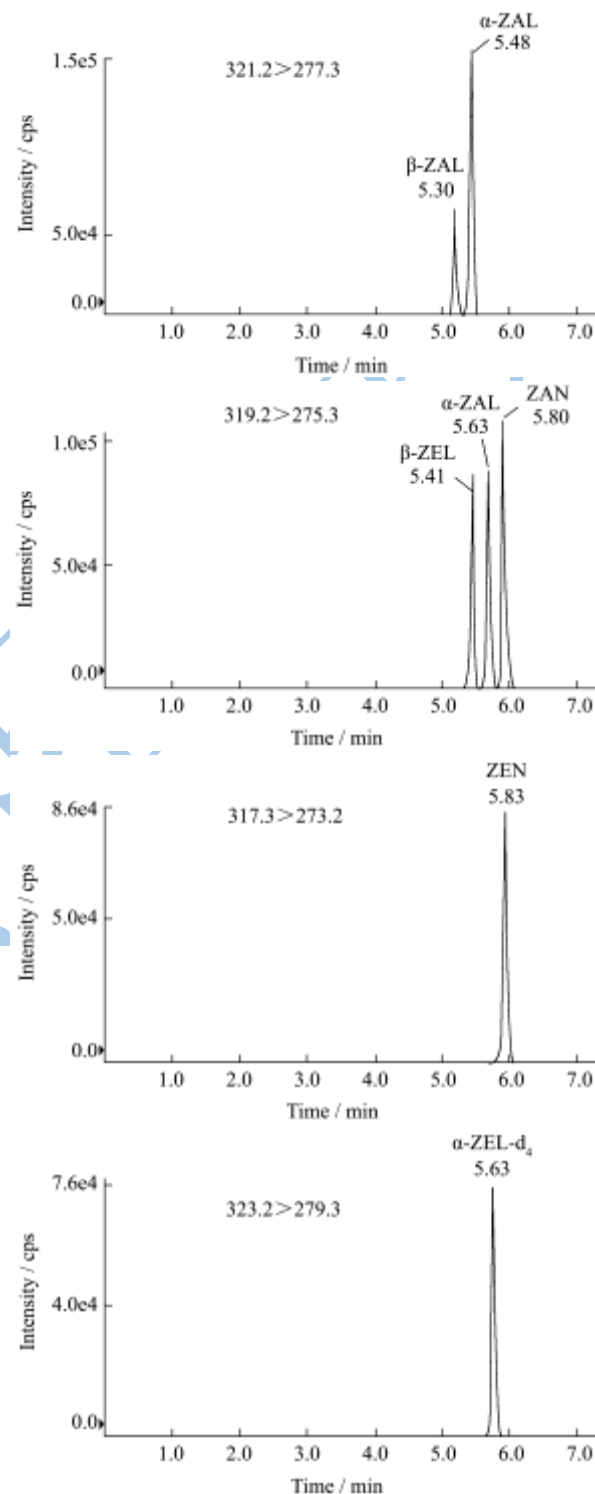 α-ZAL
5.48
1.5e5
321.2>277.3
β-ZAL
5.30
Intensity / cps
5.0e4
0.0
1.0 2.0 3.0 4.0 5.0 6.0 7.0
Time / min
ZAN
5.80
α-ZAL
5.63
319.2>275.3
1.0e5
β-ZEL
5.41
Intensity / cps
5.0e4
0.0
1.0 2.0 3.0 4.0 5.0 6.0 7.0
Time / min
ZEN
5.83
8.6e4
317.3>273.2
Intensity / cps
5.0e4
0.0
1.0 2.0 3.0 4.0 5.0 6.0 7.0
Time / min
α-ZEL-d₄
5.63
7.6e4
323.2>279.3
Intensity / cps
4.0e4
0.0
1.0 2.0 3.0 4.0 5.0 6.0 7.0
Time / min